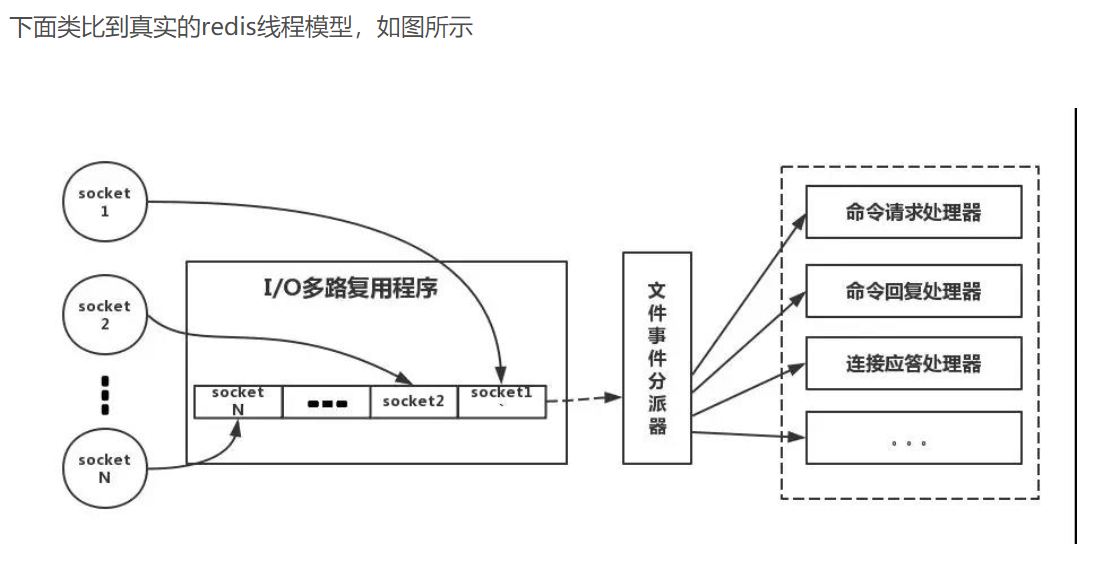 下面类比到真实的redis线程模型，如图所示
socket
1
socket
2
socket
N
I/O多路复用程序
socket
N
socket2
socket1
文件事件分派器
命令请求处理器
命令回复处理器
连接应答处理器
。。。